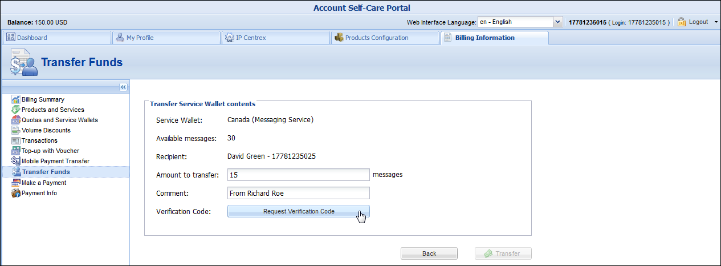 Account Self-Care Portal
Balance: 150.00 USD Web Interface Language: en - English 17781235015 ( Login: 17781235015 ) Logout
Dashboard My Profile IP Centrex Products Configuration Billing Information
Transfer Funds
Billing Summary
Products and Services
Quotas and Service Wallets
Volume Discounts
Transactions
Top-up with Voucher
Mobile Payment Transfer
Transfer Funds
Make a Payment
Payment Info
Transfer Service Wallet contents
Service Wallet: Canada (Messaging Service)
Available messages: 30
Recipient: David Green - 17781235025
Amount to transfer: 15 messages
Comment: From Richard Roe
Verification Code: Request Verification Code
Back Transfer